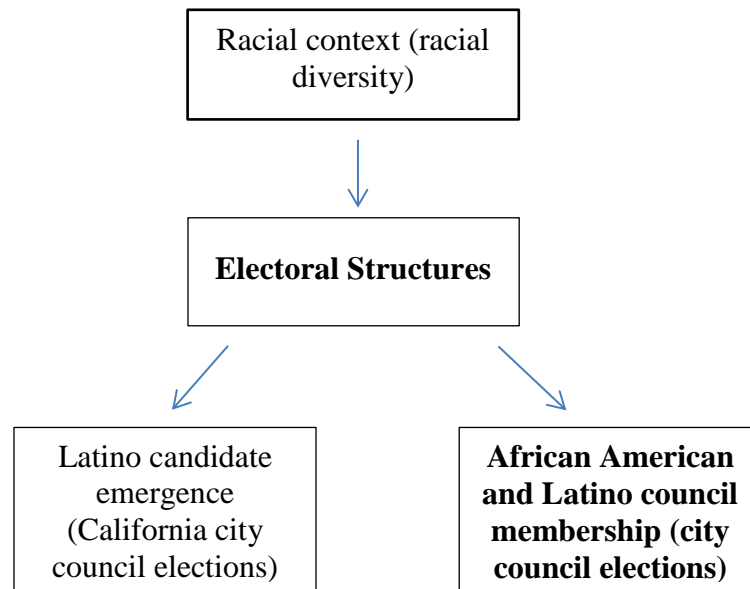 Racial context (racial
diversity)
Electoral Structures
Latino candidate
emergence
(California city
council elections)
African American
and Latino council
membership (city
council elections)